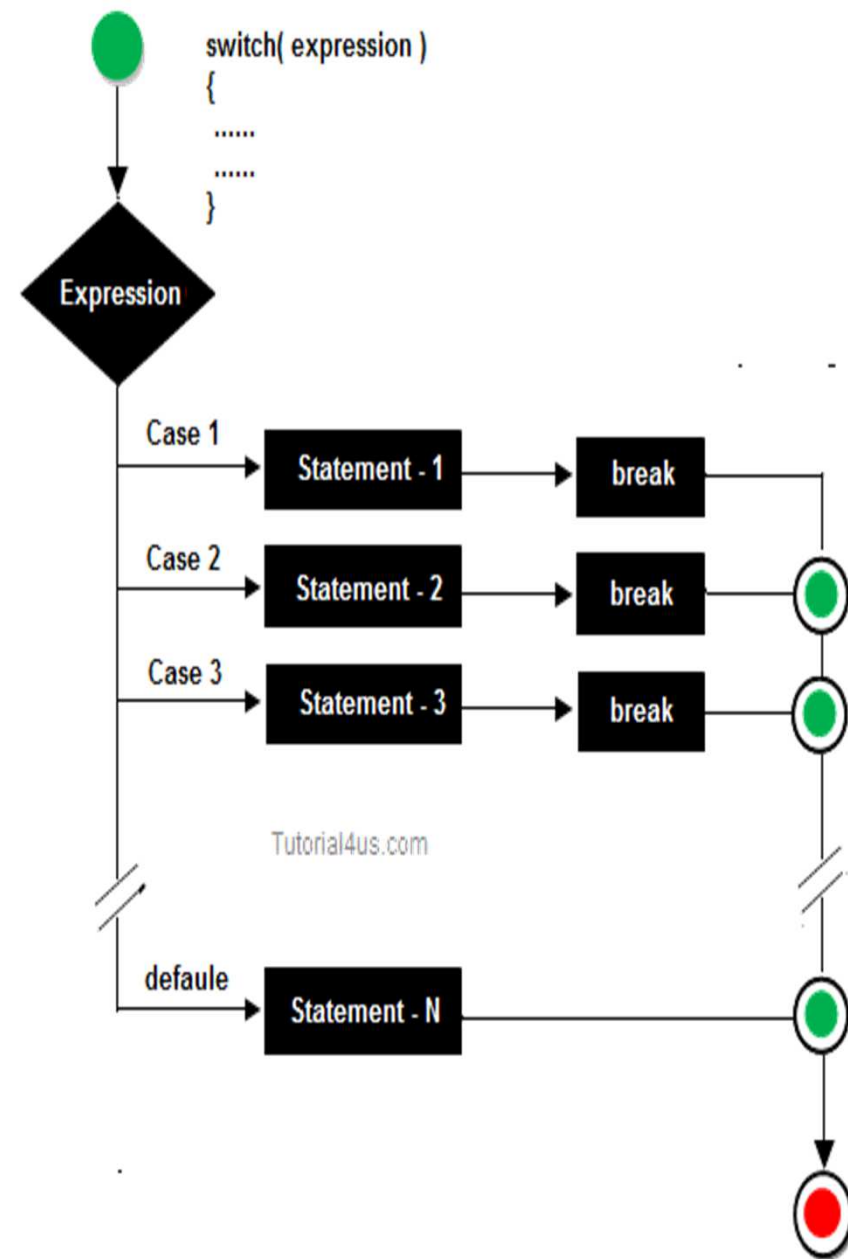 switch( expression )
{
......
......
}
Expression
Case 1
Statement - 1
break
Case 2
Statement - 2
break
Case 3
Statement - 3
break
Tutorial4us.com
defaule
Statement - N